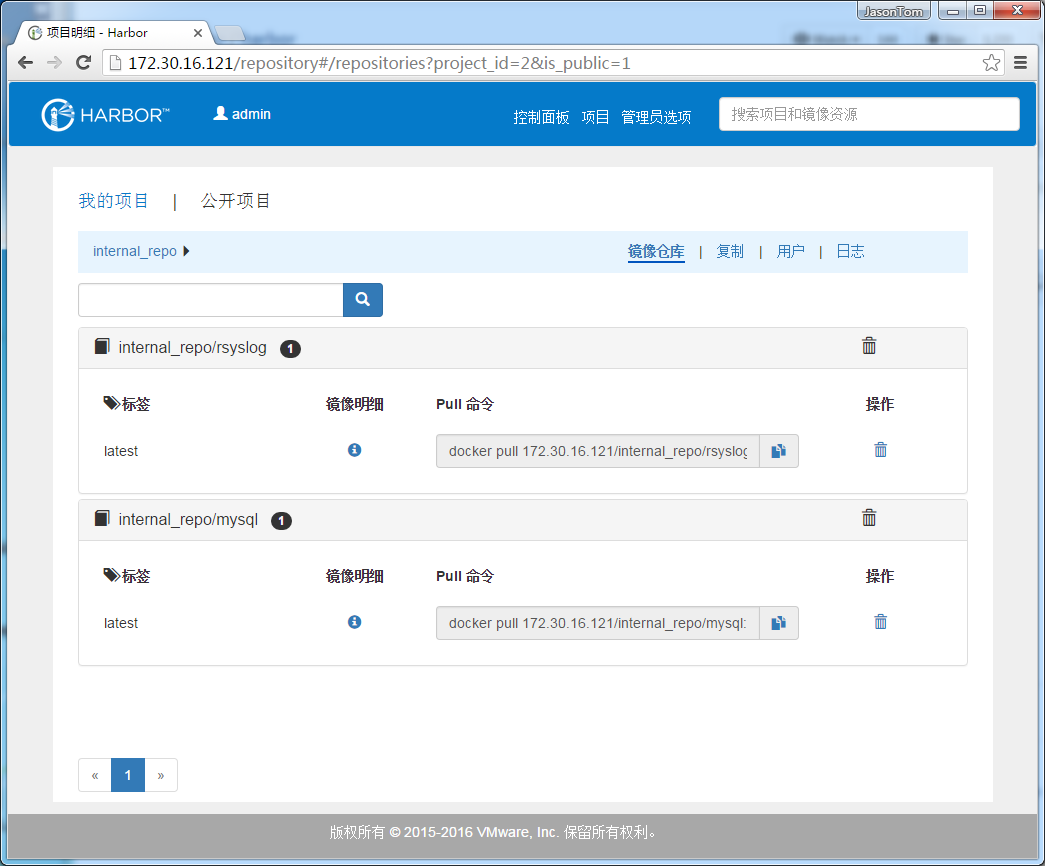 JasonTom
项目明细 - Harbor
172.30.16.121/repository#/repositories?project_id=2&is_public=1
HARBOR™ admin 控制面板 项目 管理员选项 搜索项目和镜像资源
我的项目 | 公开项目
internal_repo 镜像仓库 | 复制 | 用户 | 日志
internal_repo/rsyslog 1
标签 镜像明细 Pull 命令 操作
latest docker pull 172.30.16.121/internal_repo/rsyslog
internal_repo/mysql 1
标签 镜像明细 Pull 命令 操作
latest docker pull 172.30.16.121/internal_repo/mysql:
« 1 »
版权所有 © 2015-2016 VMware, Inc. 保留所有权利。